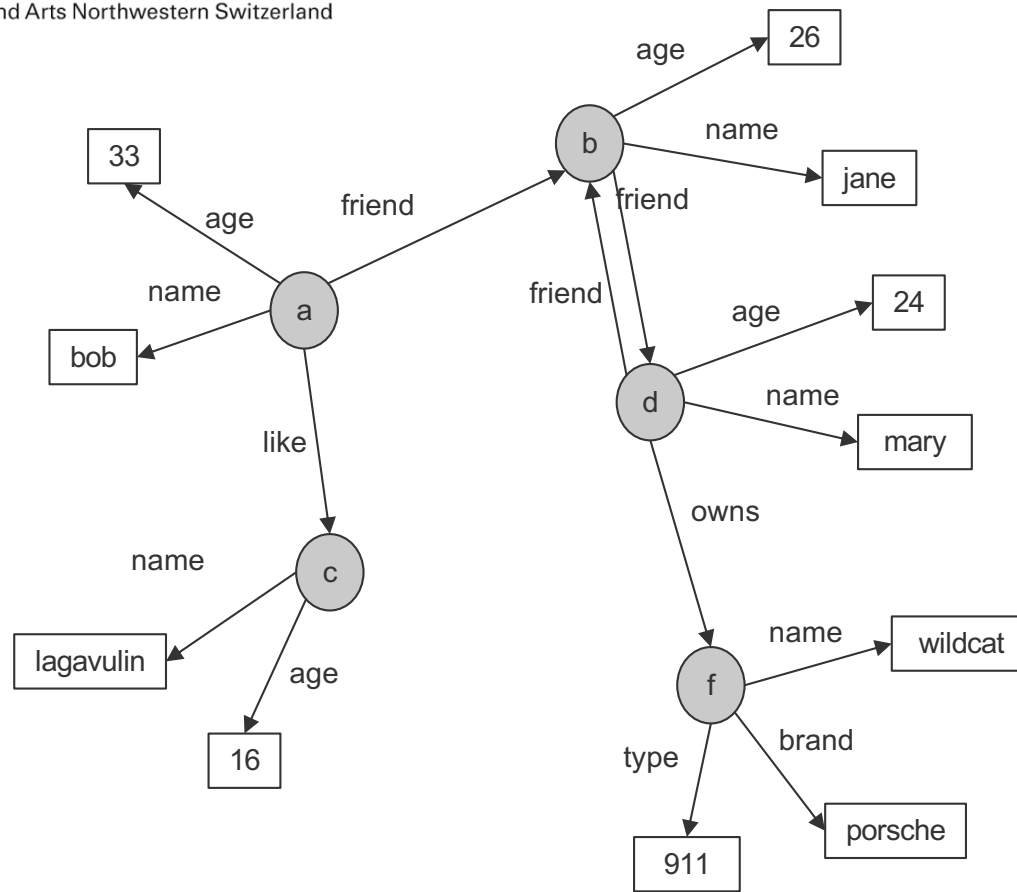 nd Arts Northwestern Switzerland
26
age
b
name
33
jane
friend
friend
age
name
friend
24
a
age
bob
d
name
mary
like
owns
name
c
name
wildcat
lagavulin
age
f
brand
type
16
porsche
911